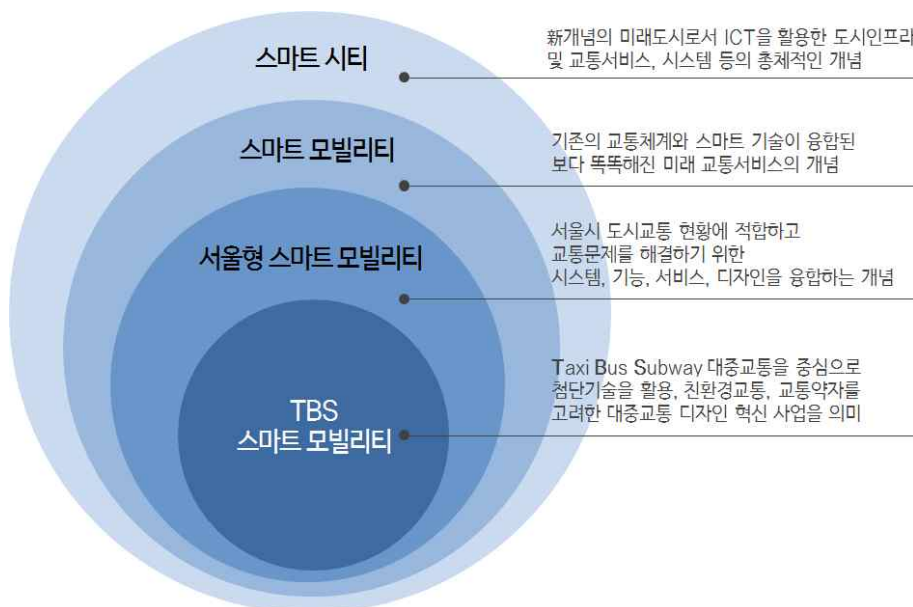 스마트 시티
新개념의 미래도시로서 ICT을 활용한 도시인프라
및 교통서비스, 시스템 등의 총체적인 개념
스마트 모빌리티
기존의 교통체계와 스마트 기술이 융합된
보다 똑똑해진 미래 교통서비스의 개념
서울형 스마트 모빌리티
서울시 도시교통 현황에 적합하고
교통문제를 해결하기 위한
시스템, 기능, 서비스, 디자인을 융합하는 개념
TBS
스마트 모빌리티
Taxi Bus Subway 대중교통을 중심으로
첨단기술을 활용, 친환경교통, 교통약자를
고려한 대중교통 디자인 혁신 사업을 의미